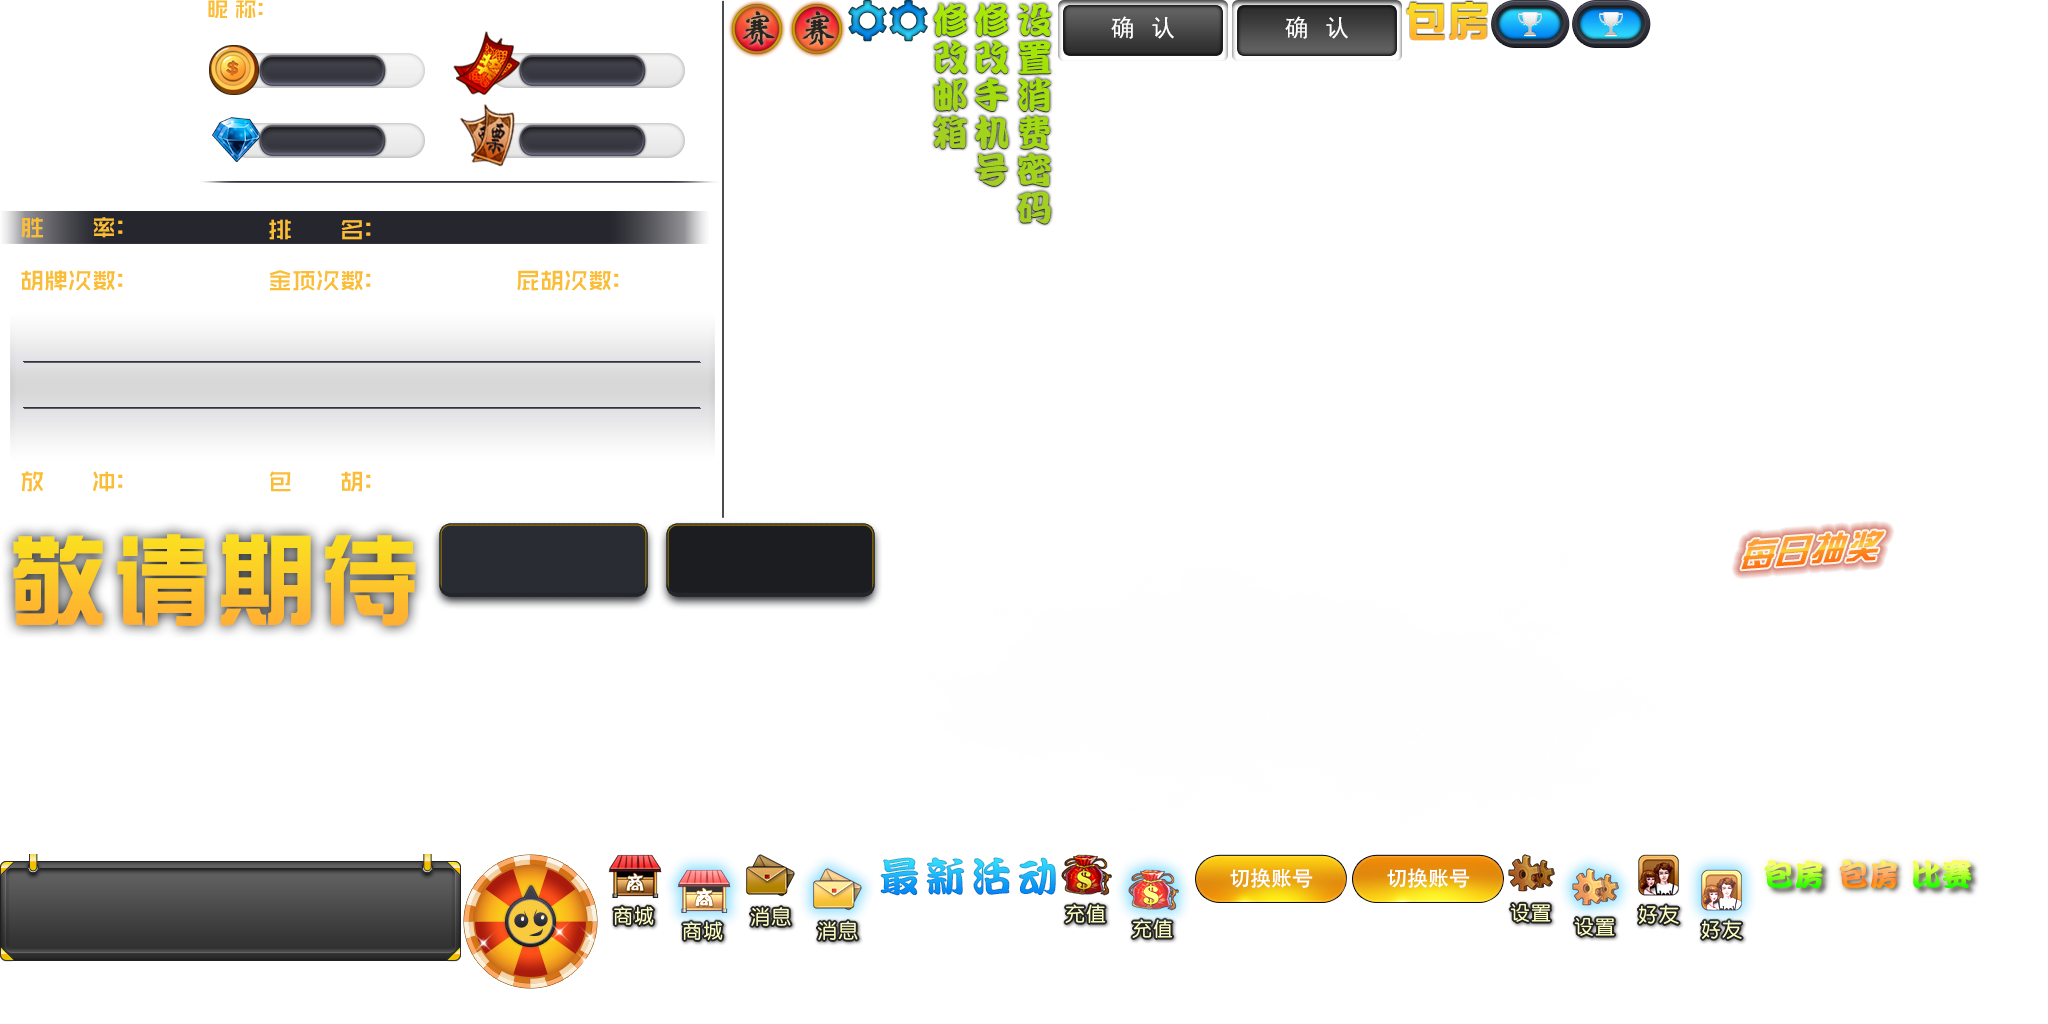 昵称:
胜 率:
排 名:
胡牌次数:
金顶次数:
屁胡次数:
放 冲:
包 胡:
赛
赛
修改邮箱
修改手机号
设置消费密码
确 认
确 认
包房
敬请期待
每日抽奖
商
商城
商
商城
消息
消息
最新活动
$
充值
$
充值
切换账号
切换账号
设置
设置
好友
好友
包房
包房
比赛